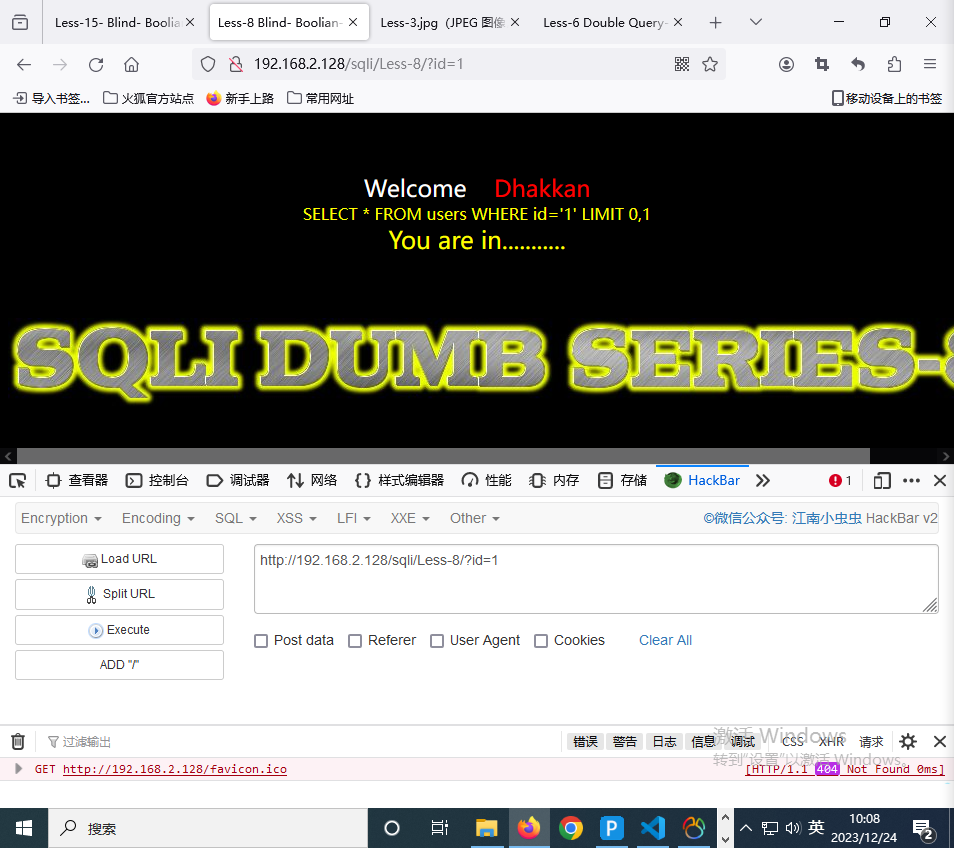 Less-15- Blind- Boolia
Less-8 Blind- Boolian-
Less-3.jpg (JPEG 图像
Less-6 Double Query-
192.168.2.128/sqli/Less-8/?id=1
导入书签...
火狐官方站点
新手上路
常用网址
移动设备上的书签
Welcome Dhakkan
SELECT * FROM users WHERE id='1' LIMIT 0,1
You are in...........
SQLI DUMB SERIES-8
查看器
控制台
调试器
网络
{} 样式编辑器
性能
内存
存储
HackBar
1
Encryption
Encoding
SQL
XSS
LFI
XXE
Other
©微信公众号: 江南小虫虫 HackBar v2
Load URL
http://192.168.2.128/sqli/Less-8/?id=1
Split URL
Execute
Post data
Referer
User Agent
Cookies
Clear All
ADD "/"
过滤输出
错误
警告
日志
信息
调试
CSS
XHR
请求
激活 Windows
转到"设置"以激活 Windows。
GET http://192.168.2.128/favicon.ico
[HTTP/1.1 404 Not Found 0ms]
搜索
英
10:08
2023/12/24
2